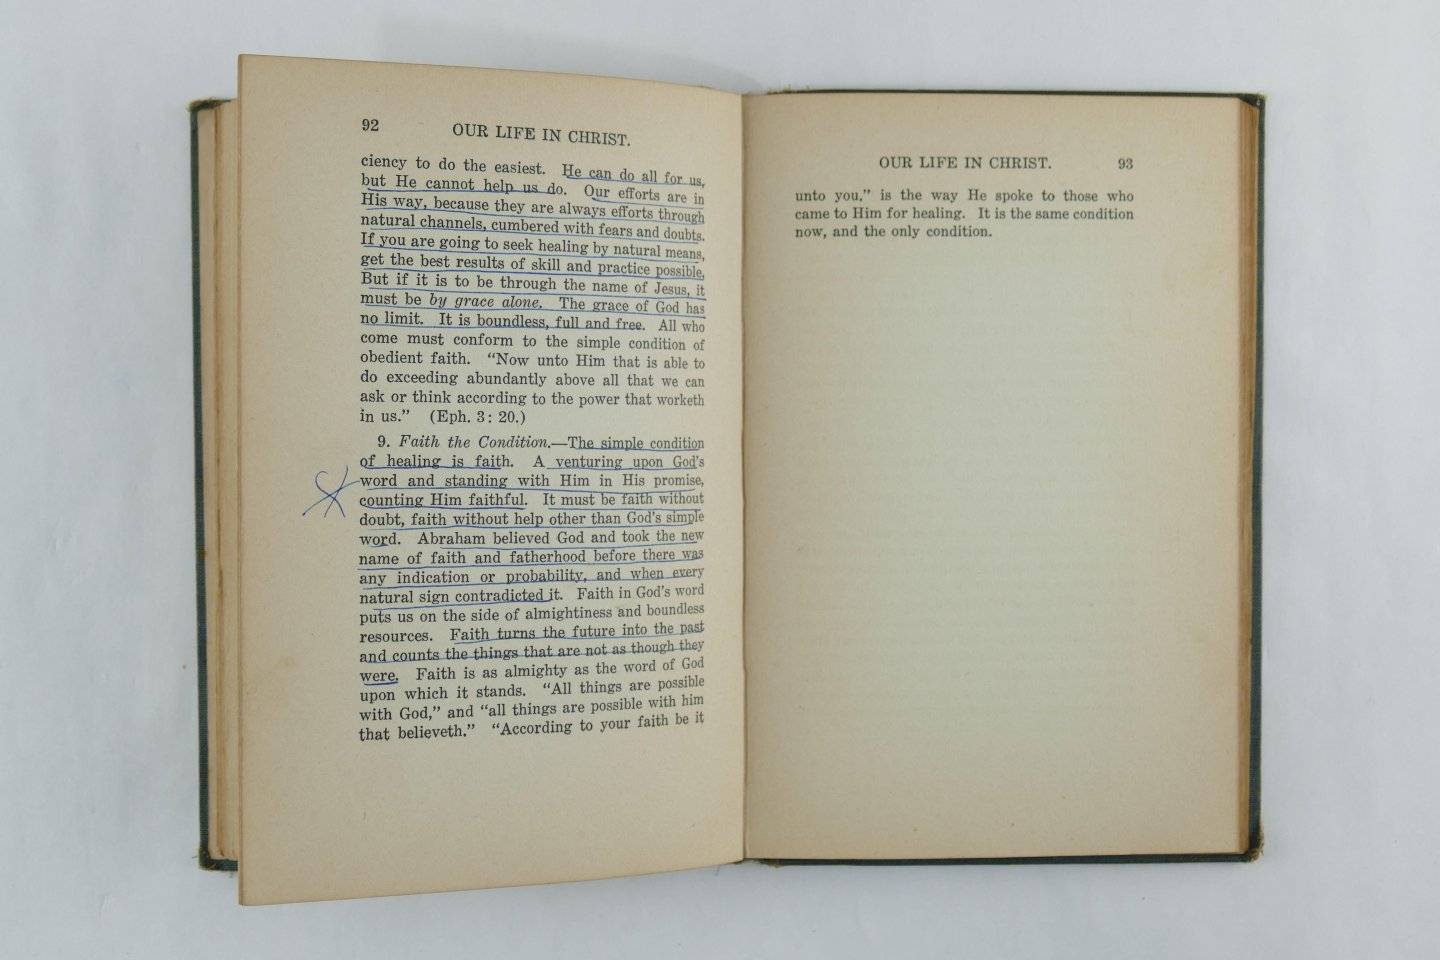 92
OUR LIFE IN CHRIST.
ciency to do the easiest. He can do all for us,
but He cannot help us do. Our efforts are in
His way, because they are always efforts through
natural channels, cumbered with fears and doubts.
If you are going to seek healing by natural means,
get the best results of skill and practice possible,
But if it is to be through the name of Jesus, it
must be by grace alone. The grace of God has
no limit. It is boundless, full and free. All who
come must conform to the simple condition of
obedient faith. “Now unto Him that is able to
do exceeding abundantly above all that we can
ask or think according to the power that worketh
in us.” (Eph. 3: 20.)
9. Faith the Condition.—The simple condition
of healing is faith. A venturing upon God’s
word and standing with Him in His promise,
counting Him faithful. It must be faith without
doubt, faith without help other than God’s simple
word. Abraham believed God and took the new
name of faith and fatherhood before there was
any indication or probability, and when every
natural sign contradicted it. Faith in God’s word
puts us on the side of almightiness and boundless
resources. Faith turns the future into the past
and counts the things that are not as though they
were. Faith is as almighty as the word of God
upon which it stands. “All things are possible
with God,” and “all things are possible with him
that believeth.” “According to your faith be it
OUR LIFE IN CHRIST.
93
unto you,” is the way He spoke to those who
came to Him for healing. It is the same condition
now, and the only condition.